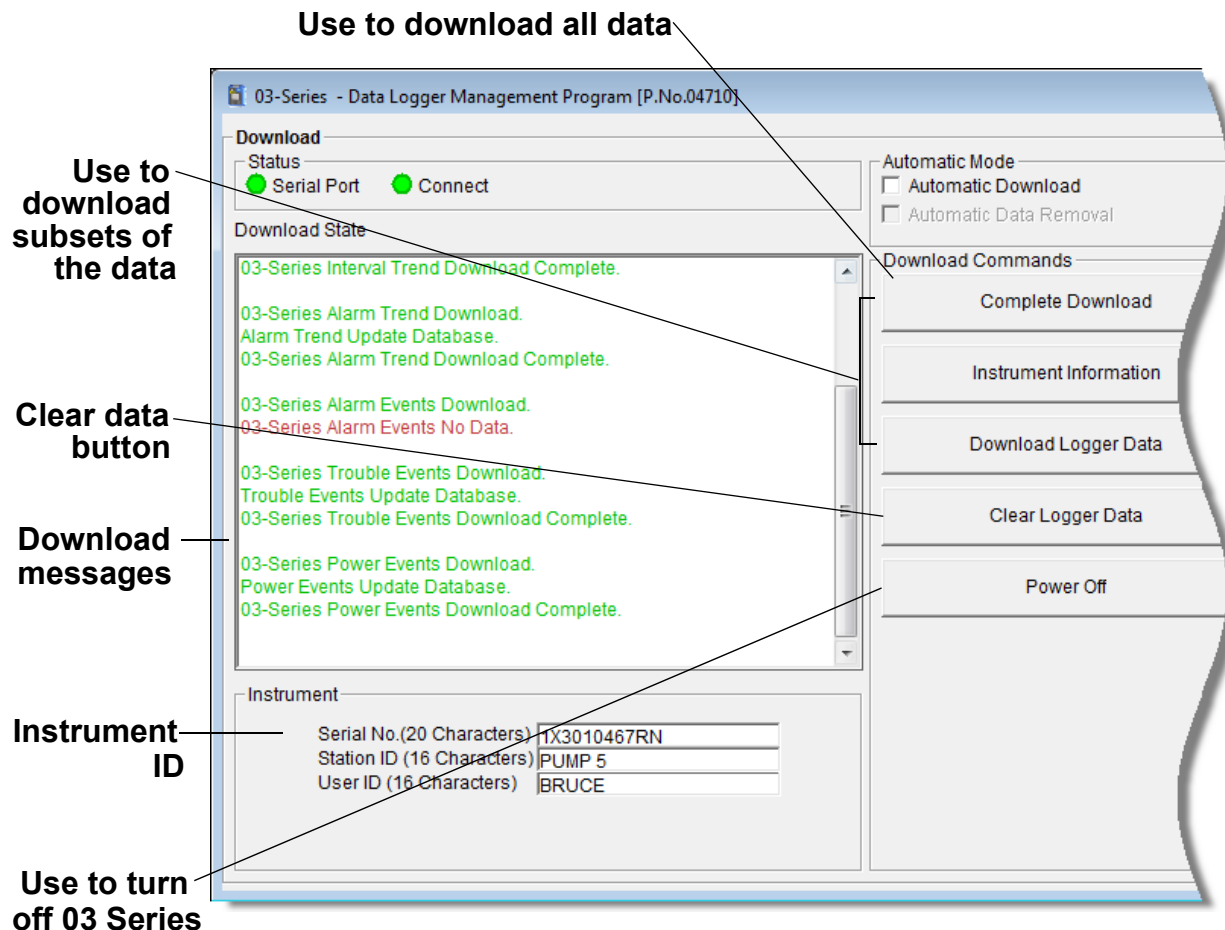 Use to download all data
03-Series - Data Logger Management Program [P.No.04710]
Download
Status
Serial Port Connect
Automatic Mode
Automatic Download
Automatic Data Removal
Use to
download
subsets of
the data
Download State
03-Series Interval Trend Download Complete.
03-Series Alarm Trend Download.
Alarm Trend Update Database.
03-Series Alarm Trend Download Complete.
03-Series Alarm Events Download.
03-Series Alarm Events No Data.
03-Series Trouble Events Download.
Trouble Events Update Database.
03-Series Trouble Events Download Complete.
03-Series Power Events Download.
Power Events Update Database.
03-Series Power Events Download Complete.
Download Commands
Complete Download
Instrument Information
Download Logger Data
Clear Logger Data
Power Off
Clear data
button
Download
messages
Instrument
ID
Instrument
Serial No.(20 Characters) 1X3010467RN
Station ID (16 Characters) PUMP 5
User ID (16 Characters) BRUCE
Use to turn
off 03 Series